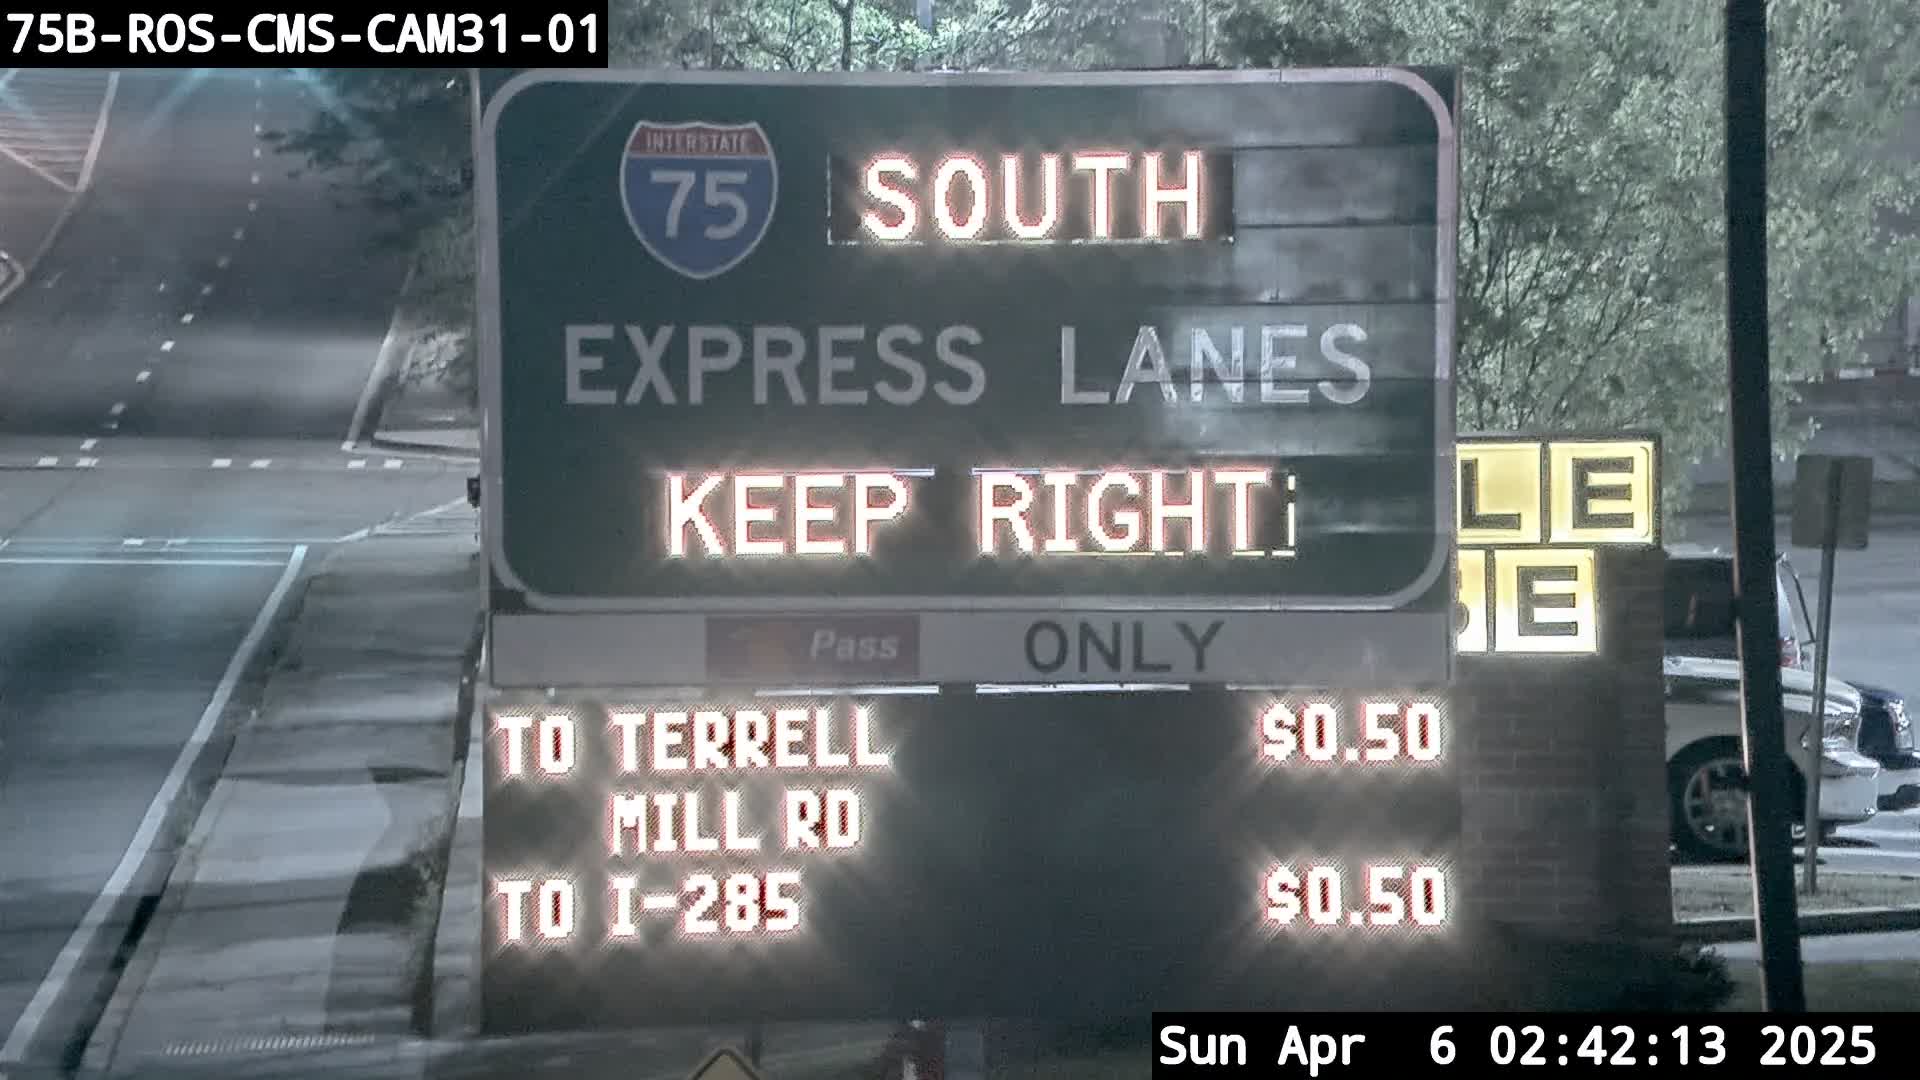 75B-ROS-CMS-CAM31-01
INTERSTATE
75
SOUTH
EXPRESS LANES
KEEP RIGHT
Pass ONLY
TO TERRELL $0.50
MILL RD
TO I-285 $0.50
LE
E
Sun Apr 6 02:42:13 2025